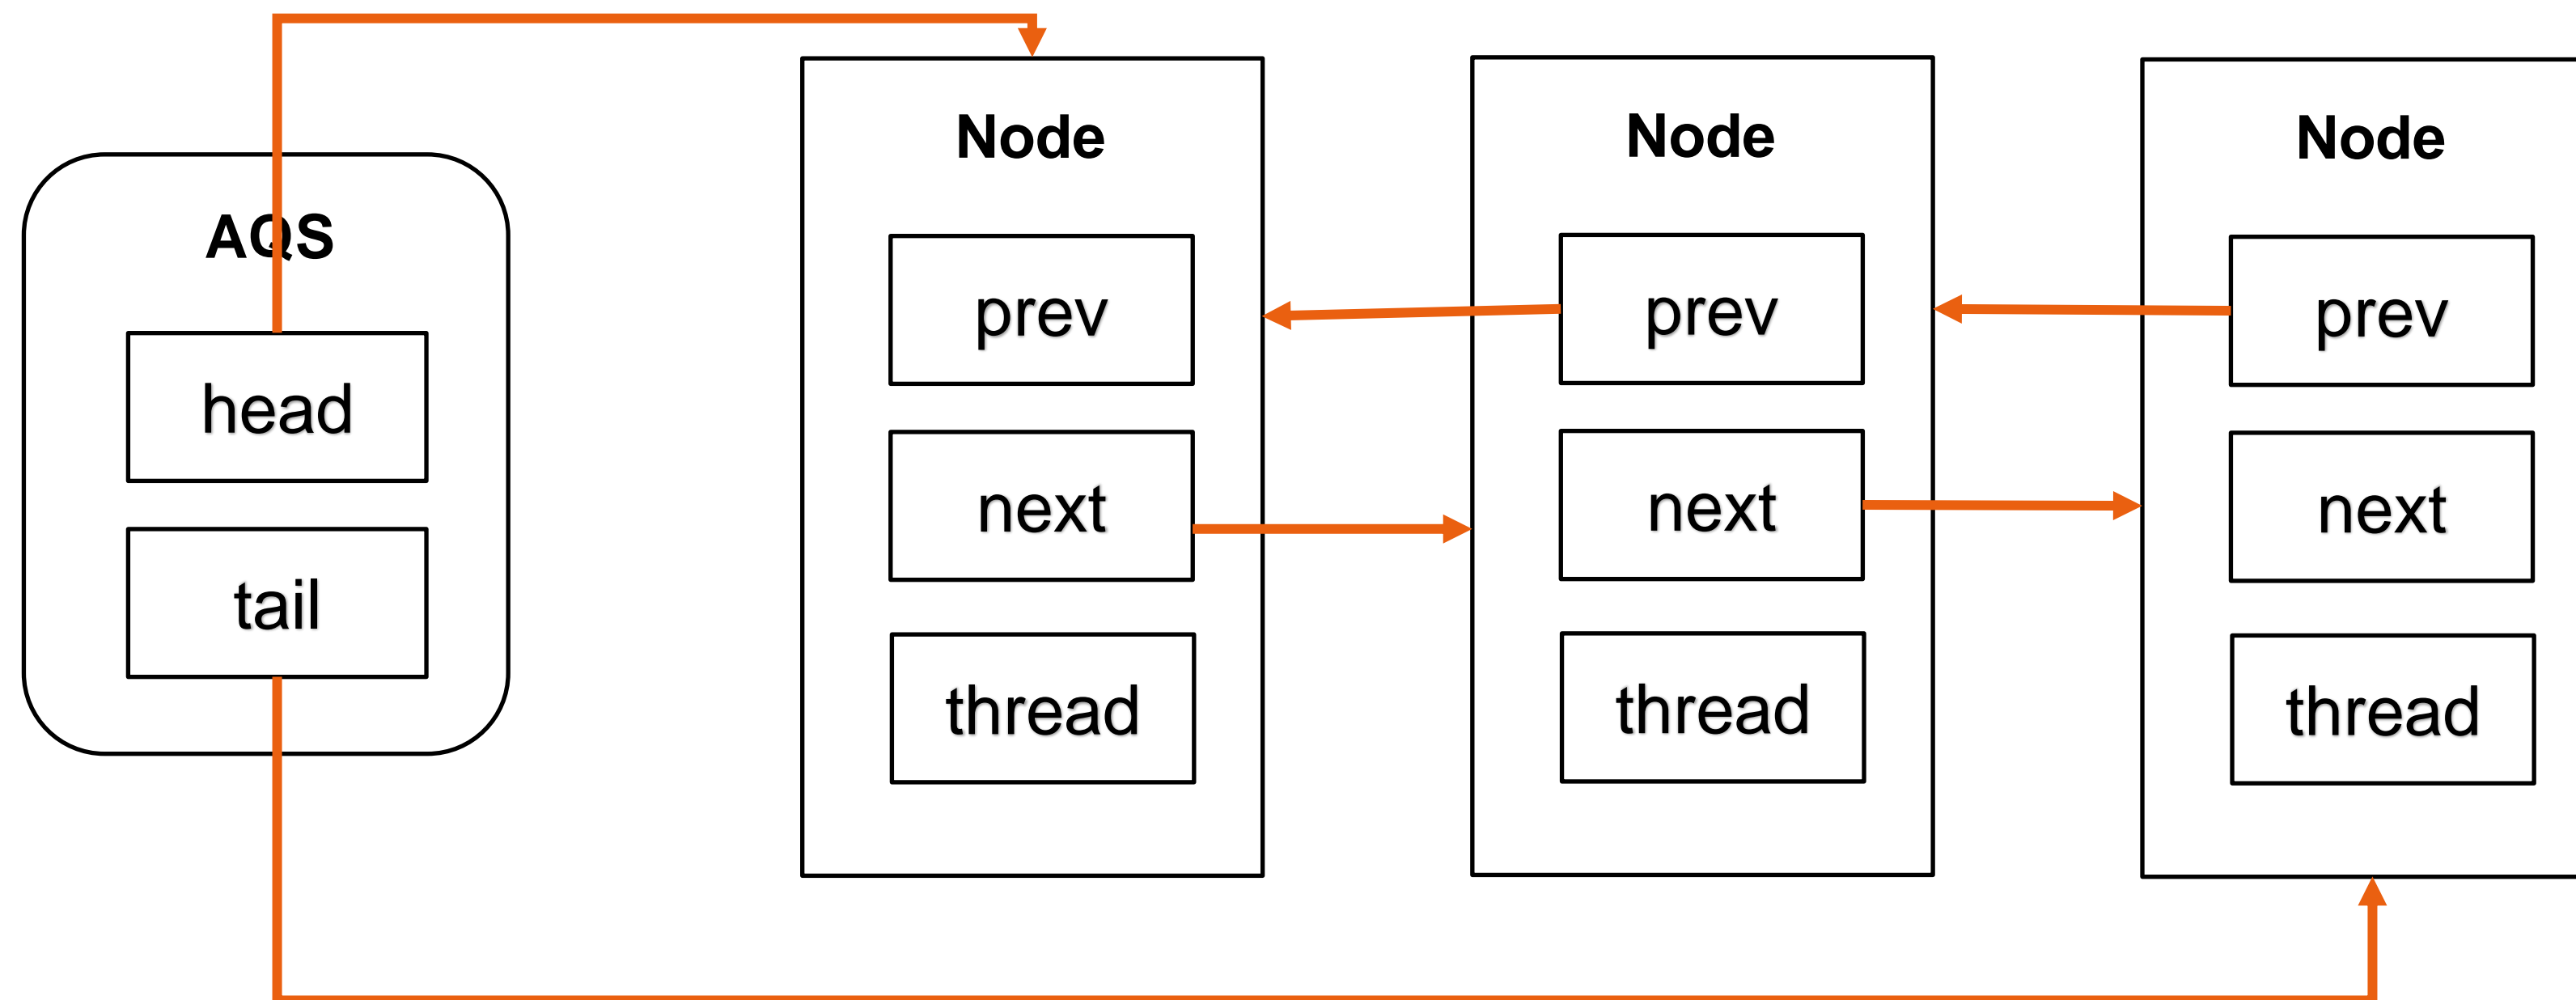 AQS
head
tail
Node
prev
next
thread
Node
prev
next
thread
Node
prev
next
thread